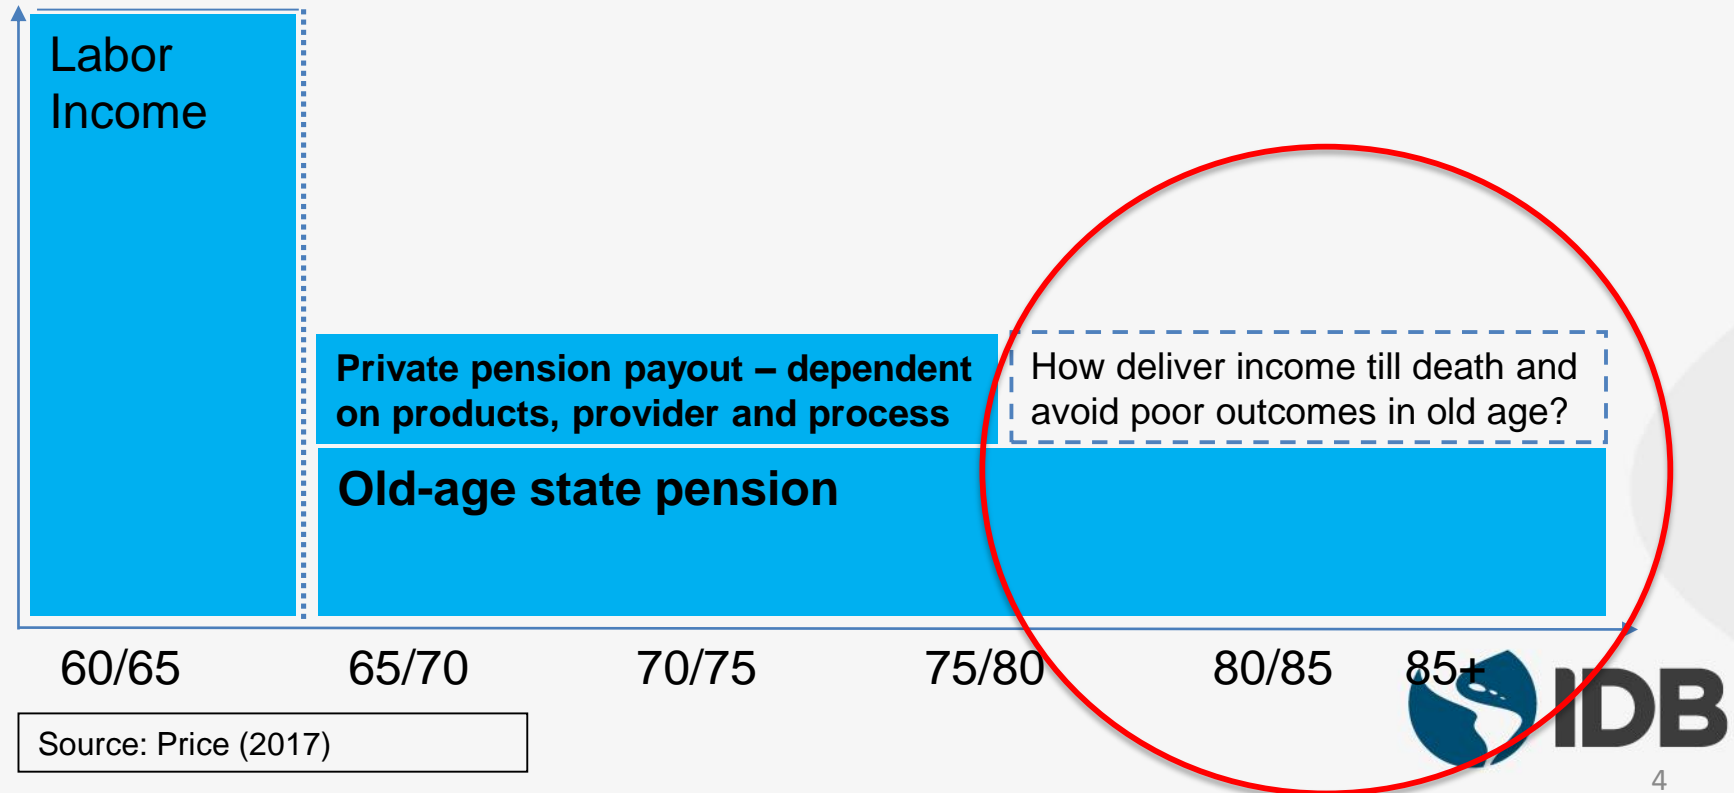 Labor
Income
Private pension payout – dependent
on products, provider and process
How deliver income till death and
avoid poor outcomes in old age?
Old-age state pension
60/65 65/70 70/75 75/80 80/85 85+
Source: Price (2017)
IDB
4